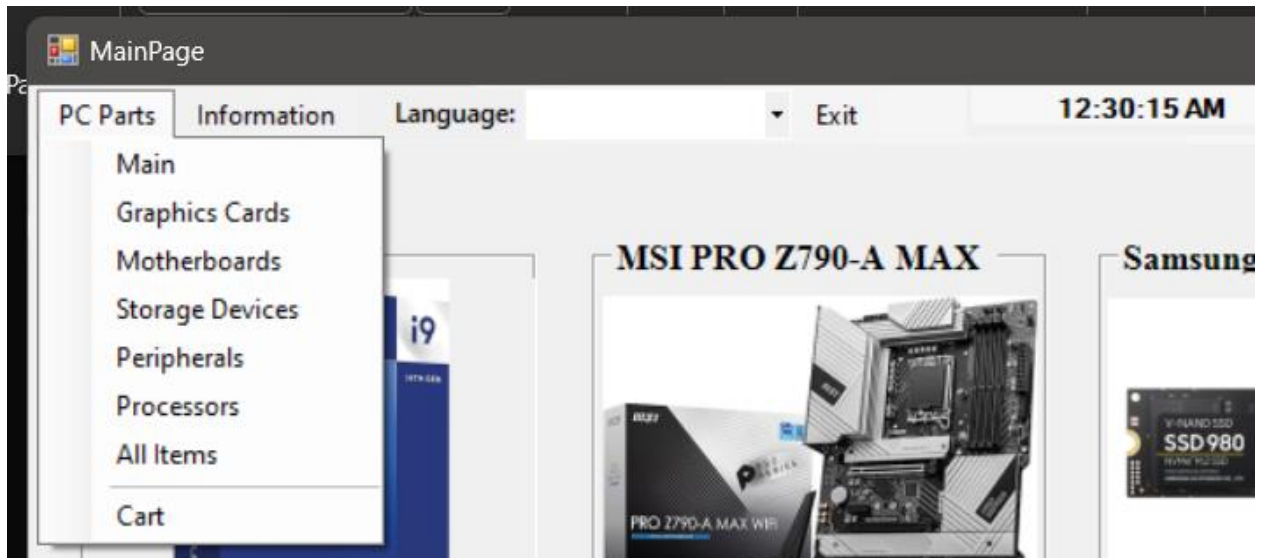 MainPage
Pa
PC Parts Information Language: Exit 12:30:15 AM
Main
Graphics Cards
Motherboards
Storage Devices
Peripherals
Processors
All Items
Cart
i9
MSI PRO Z790-A MAX
PRO Z790-A MAX WIFI
Samsung
V-NAND SSD
SSD 980